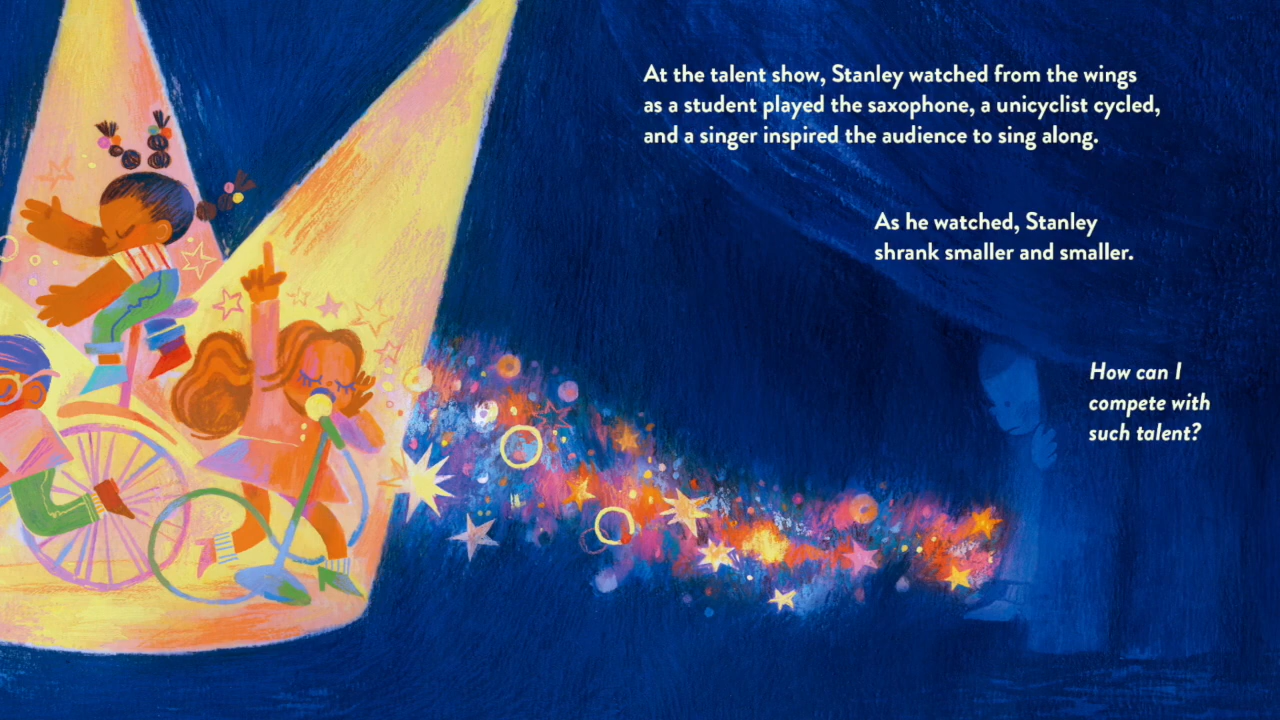 At the talent show, Stanley watched from the wings
as a student played the saxophone, a unicyclist cycled,
and a singer inspired the audience to sing along.
As he watched, Stanley
shrank smaller and smaller.
How can I
compete with
such talent?